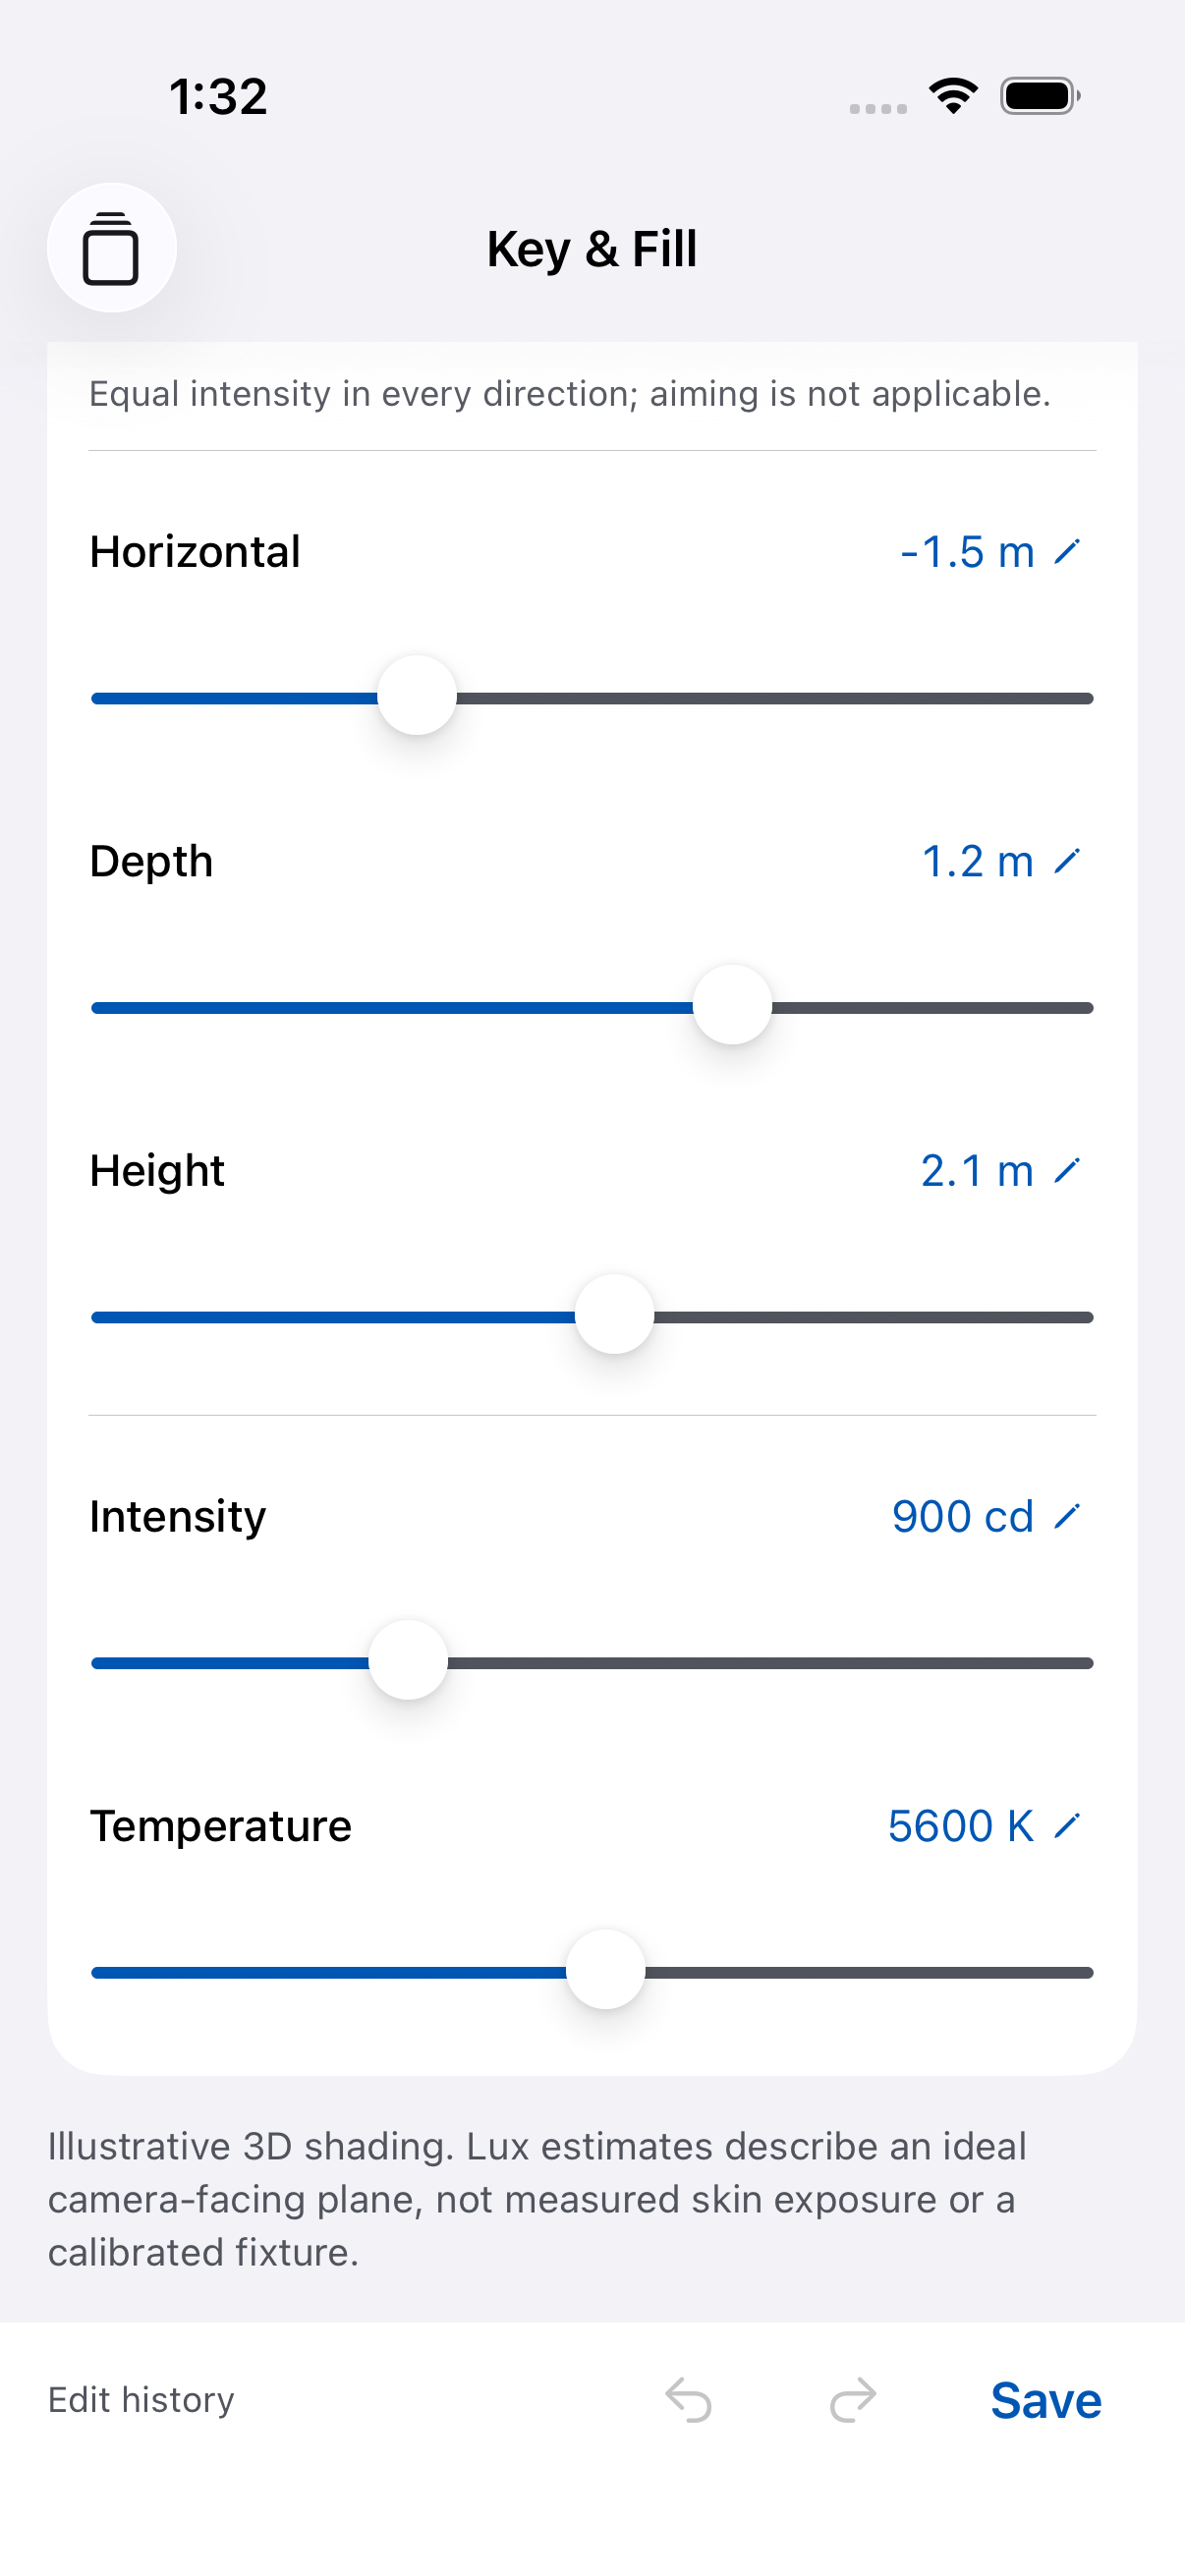 1:32
Key & Fill
Equal intensity in every direction; aiming is not applicable.
Horizontal -1.5 m
Depth 1.2 m
Height 2.1 m
Intensity 900 cd
Temperature 5600 K
Illustrative 3D shading. Lux estimates describe an ideal
camera-facing plane, not measured skin exposure or a
calibrated fixture.
Edit history Save